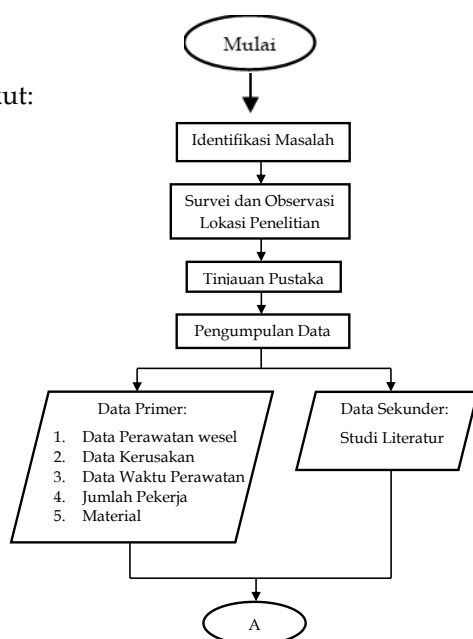 Mulai
kut:
Identifikasi Masalah
Survei dan Observasi
Lokasi Penelitian
Tinjauan Pustaka
Pengumpulan Data
Data Primer:
1. Data Perawatan wesel
2. Data Kerusakan
3. Data Waktu Perawatan
4. Jumlah Pekerja
5. Material
Data Sekunder:
Studi Literatur
A